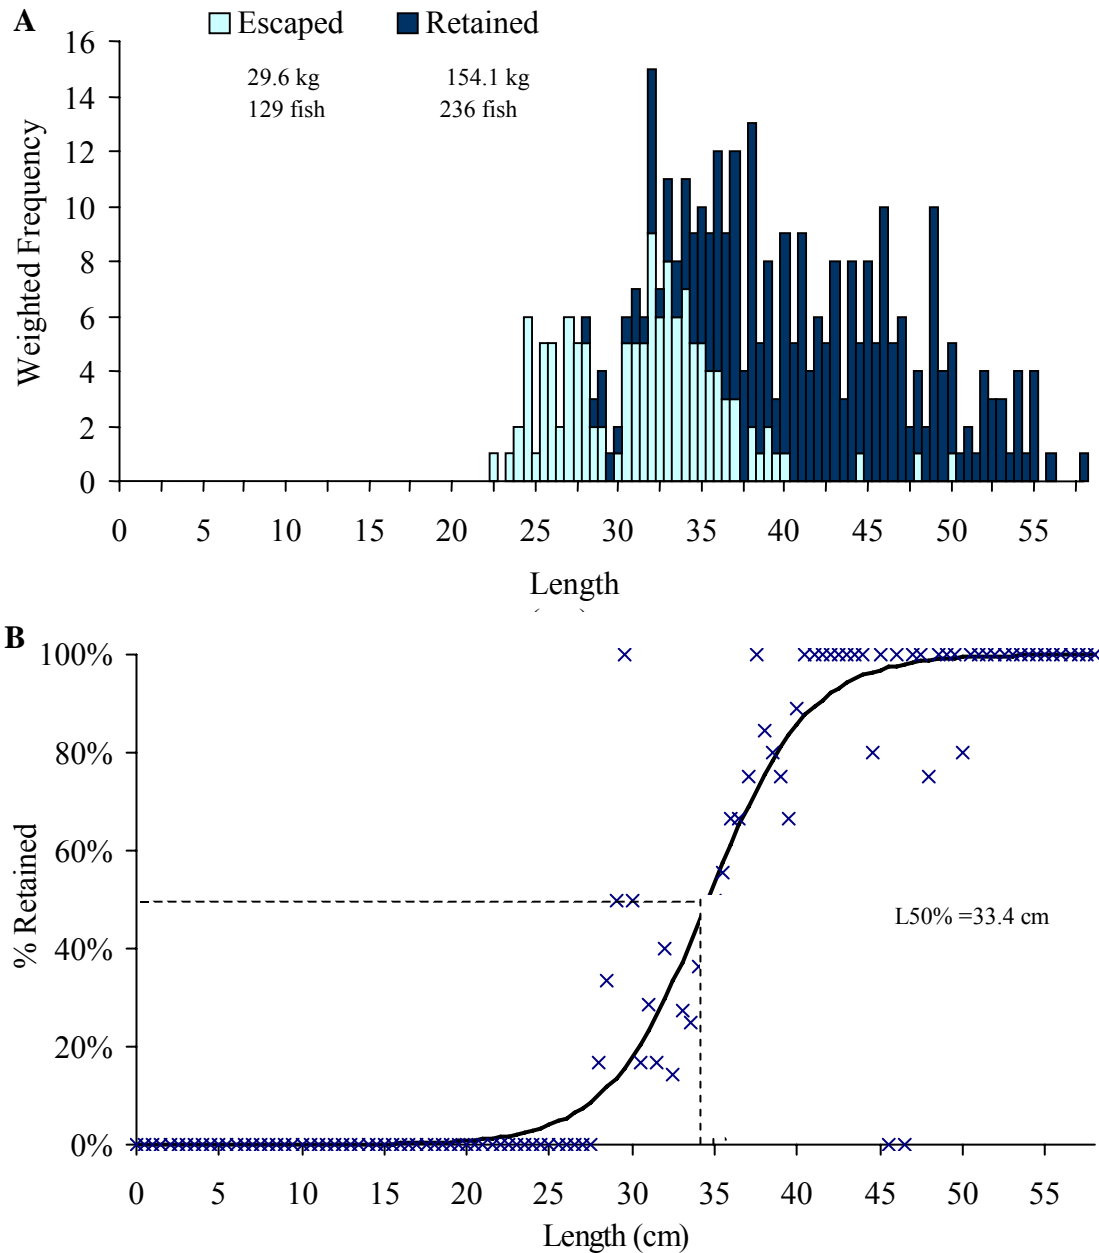 A
Escaped Retained
29.6 kg 154.1 kg
129 fish 236 fish
Weighted Frequency
16
14
12
10
8
6
4
2
0
0 5 10 15 20 25 30 35 40 45 50 55
Length
B
% Retained
100%
80%
60%
40%
20%
0%
L50% =33.4 cm
0 5 10 15 20 25 30 35 40 45 50 55
Length (cm)